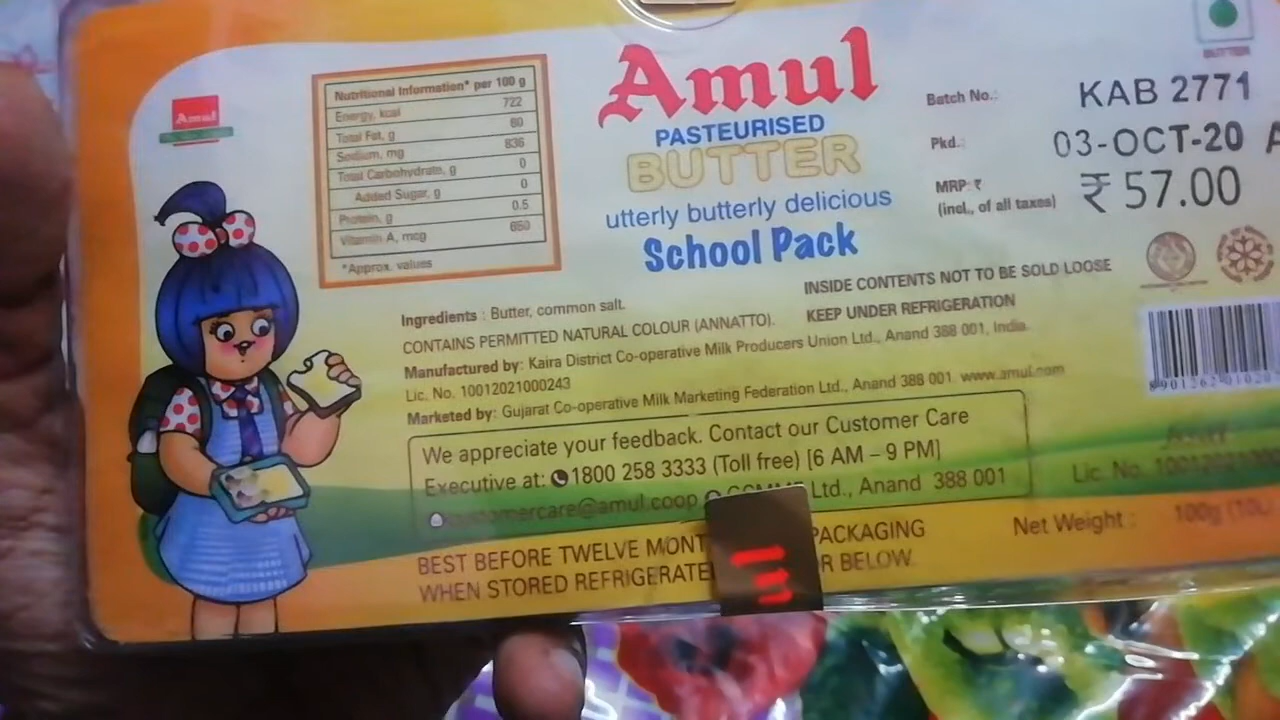 Amul
Nutritional Information* per 100 g
Energy, kcal 722
Total Fat, g 80
Sodium, mg 836
Total Carbohydrate, g 0
Added Sugar, g 0
Protein, g 0.5
Vitamin A, mcg 650
*Approx. values
Amul
PASTEURISED
BUTTER
utterly butterly delicious
School Pack
BUTTER
Batch No.: KAB 2771
Pkd.: 03-OCT-20
MRP: ₹ ₹ 57.00
(incl., of all taxes)
INSIDE CONTENTS NOT TO BE SOLD LOOSE
KEEP UNDER REFRIGERATION
Ingredients : Butter, common salt.
CONTAINS PERMITTED NATURAL COLOUR (ANNATTO).
Manufactured by: Kaira District Co-operative Milk Producers Union Ltd., Anand 388 001, India.
Lic. No. 10012021000243
Marketed by: Gujarat Co-operative Milk Marketing Federation Ltd., Anand 388 001. www.amul.com
We appreciate your feedback. Contact our Customer Care
Executive at: 1800 258 3333 (Toll free) [6 AM – 9 PM]
customercare@amul.coop Ltd., Anand 388 001
BEST BEFORE TWELVE PACKAGING
WHEN STORED BELOW.
Lic. No.
Net Weight : 100g